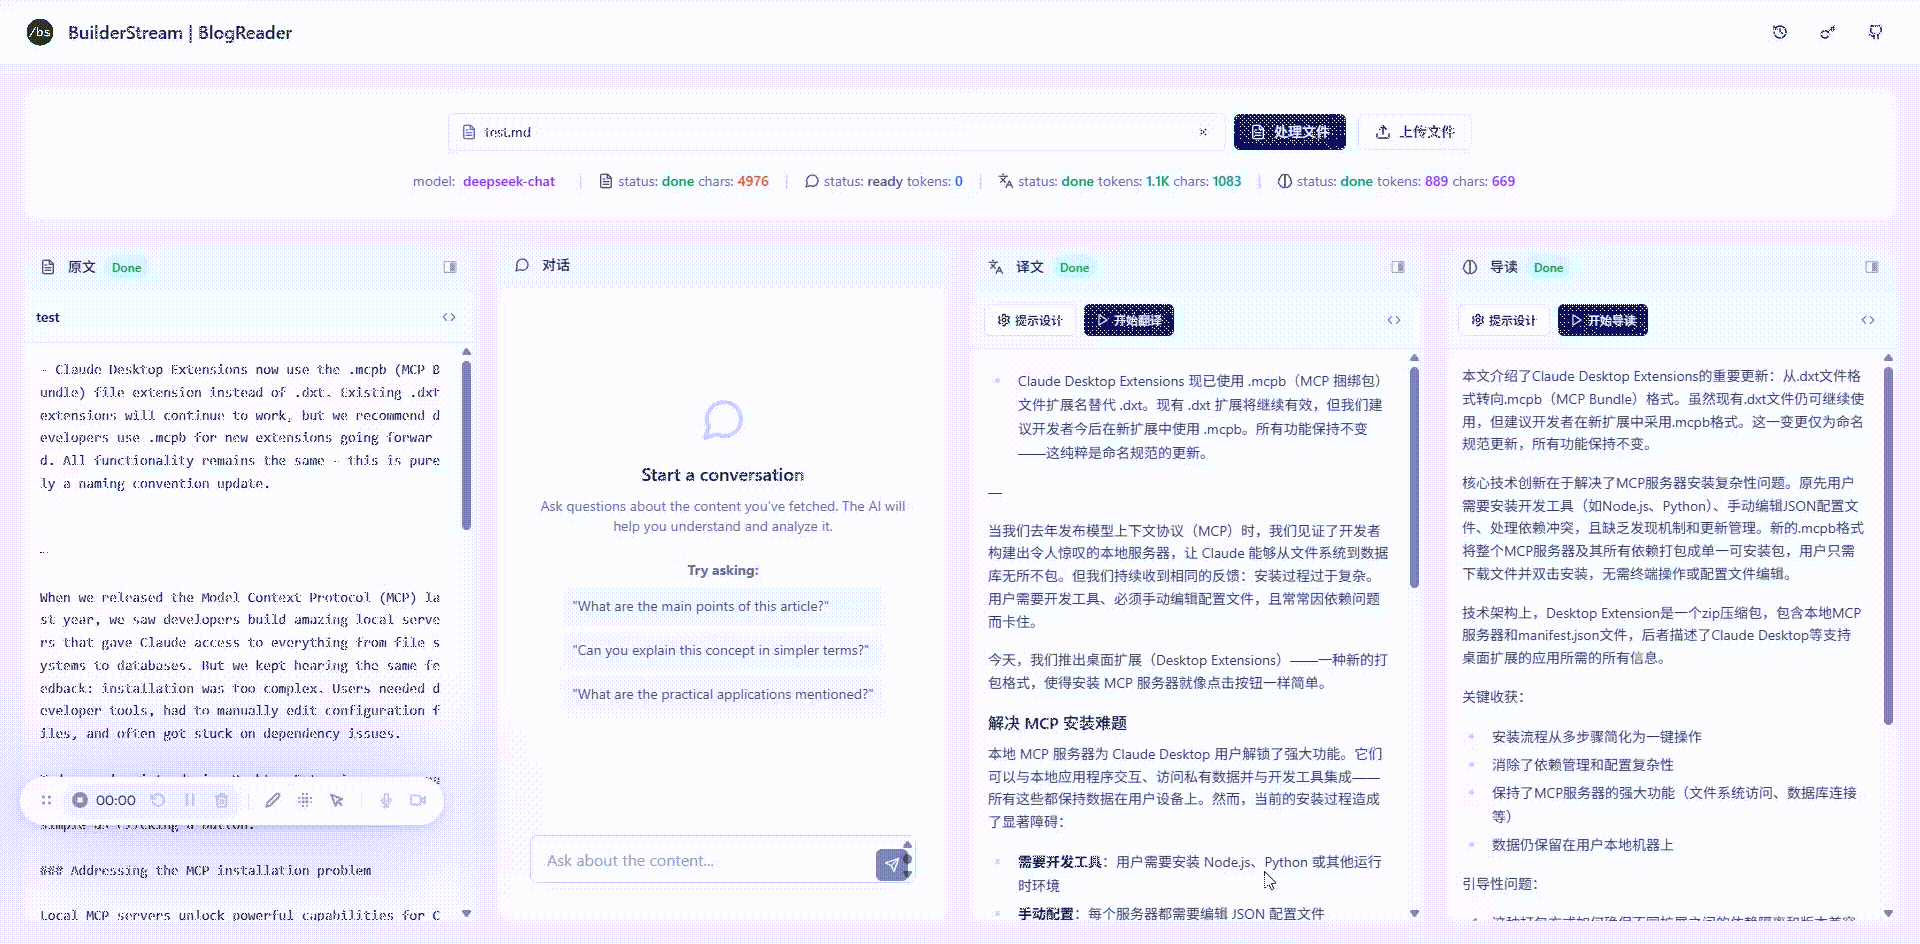 /bs BuilderStream | BlogReader
test.md
处理文件
上传文件
model: deepseek-chat
status: done chars: 4976
status: ready tokens: 0
status: done tokens: 1.1K chars: 1083
status: done tokens: 889 chars: 669
原文 Done
test
- Claude Desktop Extensions now use the .mcpb (MCP B
undle) file extension instead of .dxt. Existing .dxt
extensions will continue to work, but we recommend d
evelopers use .mcpb for new extensions going forwar
d. All functionality remains the same - this is pure
ly a naming convention update.
When we released the Model Context Protocol (MCP) la
st year, we saw developers build amazing local serve
rs that gave Claude access to everything from file s
ystems to databases. But we kept hearing the same fe
edback: installation was too complex. Users needed d
eveloper tools, had to manually edit configuration f
iles, and often got stuck on dependency issues.
00:00
simple as clicking a button.
### Addressing the MCP installation problem
Local MCP servers unlock powerful capabilities for C
对话
Start a conversation
Ask questions about the content you've fetched. The AI will
help you understand and analyze it.
Try asking:
"What are the main points of this article?"
"Can you explain this concept in simpler terms?"
"What are the practical applications mentioned?"
Ask about the content...
译文 Done
提示设计
开始翻译
Claude Desktop Extensions 现已使用 .mcpb（MCP 捆绑包）
文件扩展名替代 .dxt。现有 .dxt 扩展将继续有效，但我们建
议开发者今后在新扩展中使用 .mcpb。所有功能保持不变
——这纯粹是命名规范的更新。
—
当我们去年发布模型上下文协议（MCP）时，我们见证了开发者
构建出令人惊叹的本地服务器，让 Claude 能够从文件系统到数据
库无所不包。但我们持续收到相同的反馈：安装过程过于复杂。
用户需要开发工具、必须手动编辑配置文件，且常常因依赖问题
而卡住。
今天，我们推出桌面扩展（Desktop Extensions）——一种新的打
包格式，使得安装 MCP 服务器就像点击按钮一样简单。
解决 MCP 安装难题
本地 MCP 服务器为 Claude Desktop 用户解锁了强大功能。它们
可以与本地应用程序交互、访问私有数据并与开发工具集成——
所有这些都保持数据在用户设备上。然而，当前的安装过程造成
了显著障碍：
需要开发工具：用户需要安装 Node.js、Python 或其他运行
时环境
手动配置：每个服务器都需要编辑 JSON 配置文件
导读 Done
提示设计
开始导读
本文介绍了Claude Desktop Extensions的重要更新：从.dxt文件格
式转向.mcpb（MCP Bundle）格式。虽然现有.dxt文件仍可继续使
用，但建议开发者在新扩展中采用.mcpb格式。这一变更仅为命名
规范更新，所有功能保持不变。
核心技术创新在于解决了MCP服务器安装复杂性问题。原先用户
需要安装开发工具（如Node.js、Python）、手动编辑JSON配置文
件、处理依赖冲突，且缺乏发现机制和更新管理。新的.mcpb格式
将整个MCP服务器及其所有依赖打包成单一可安装包，用户只需
下载文件并双击安装，无需终端操作或配置文件编辑。
技术架构上，Desktop Extension是一个zip压缩包，包含本地MCP
服务器和manifest.json文件，后者描述了Claude Desktop等支持
桌面扩展的应用所需的所有信息。
关键收获：
安装流程从多步骤简化为一键操作
消除了依赖管理和配置复杂性
保持了MCP服务器的强大功能（文件系统访问、数据库连接
等）
数据仍保留在用户本地机器上
引导性问题：